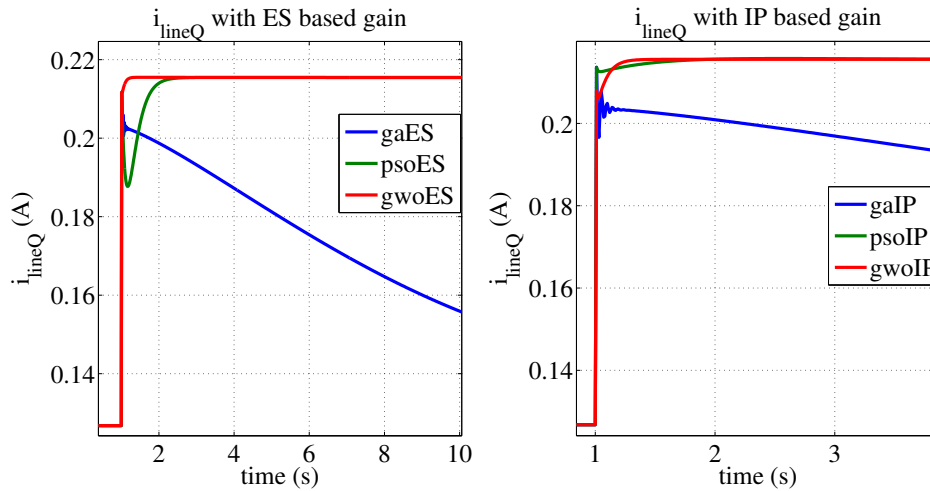 i_lineQ with ES based gain
0.22
0.2
0.18
0.16
0.14
i_lineQ (A)
gaES
psoES
gwoES
2
4
6
8
10
time (s)
i_lineQ with IP based gain
0.2
0.18
0.16
0.14
i_lineQ (A)
gaIP
psoIP
gwoIP
1
2
3
time (s)